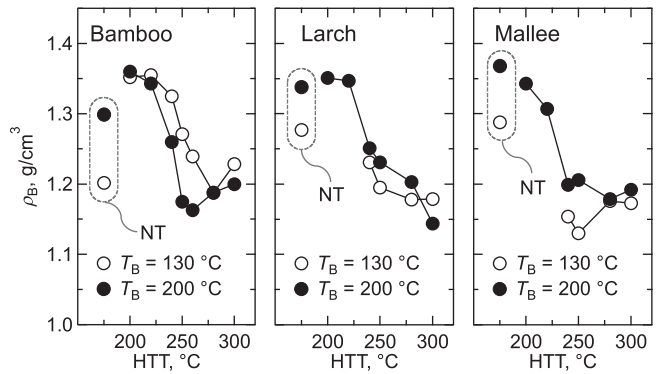 Bamboo
Larch
Mallee
1.4
1.3
1.2
1.1
1.0
ρB, g/cm3
NT
NT
NT
TB = 130 °C
TB = 200 °C
TB = 130 °C
TB = 200 °C
TB = 130 °C
TB = 200 °C
200 250 300
200 250 300
200 250 300
HTT, °C
HTT, °C
HTT, °C